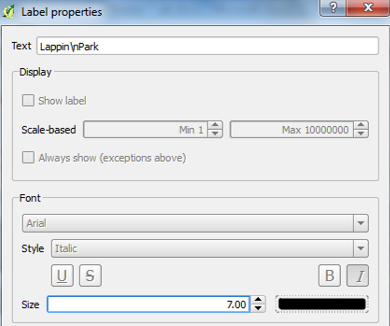 Label properties
Text Lappin\nPark
Display
Show label
Scale-based Min 1 Max 10000000
Always show (exceptions above)
Font
Arial
Style Italic
U S B I
Size 7.00